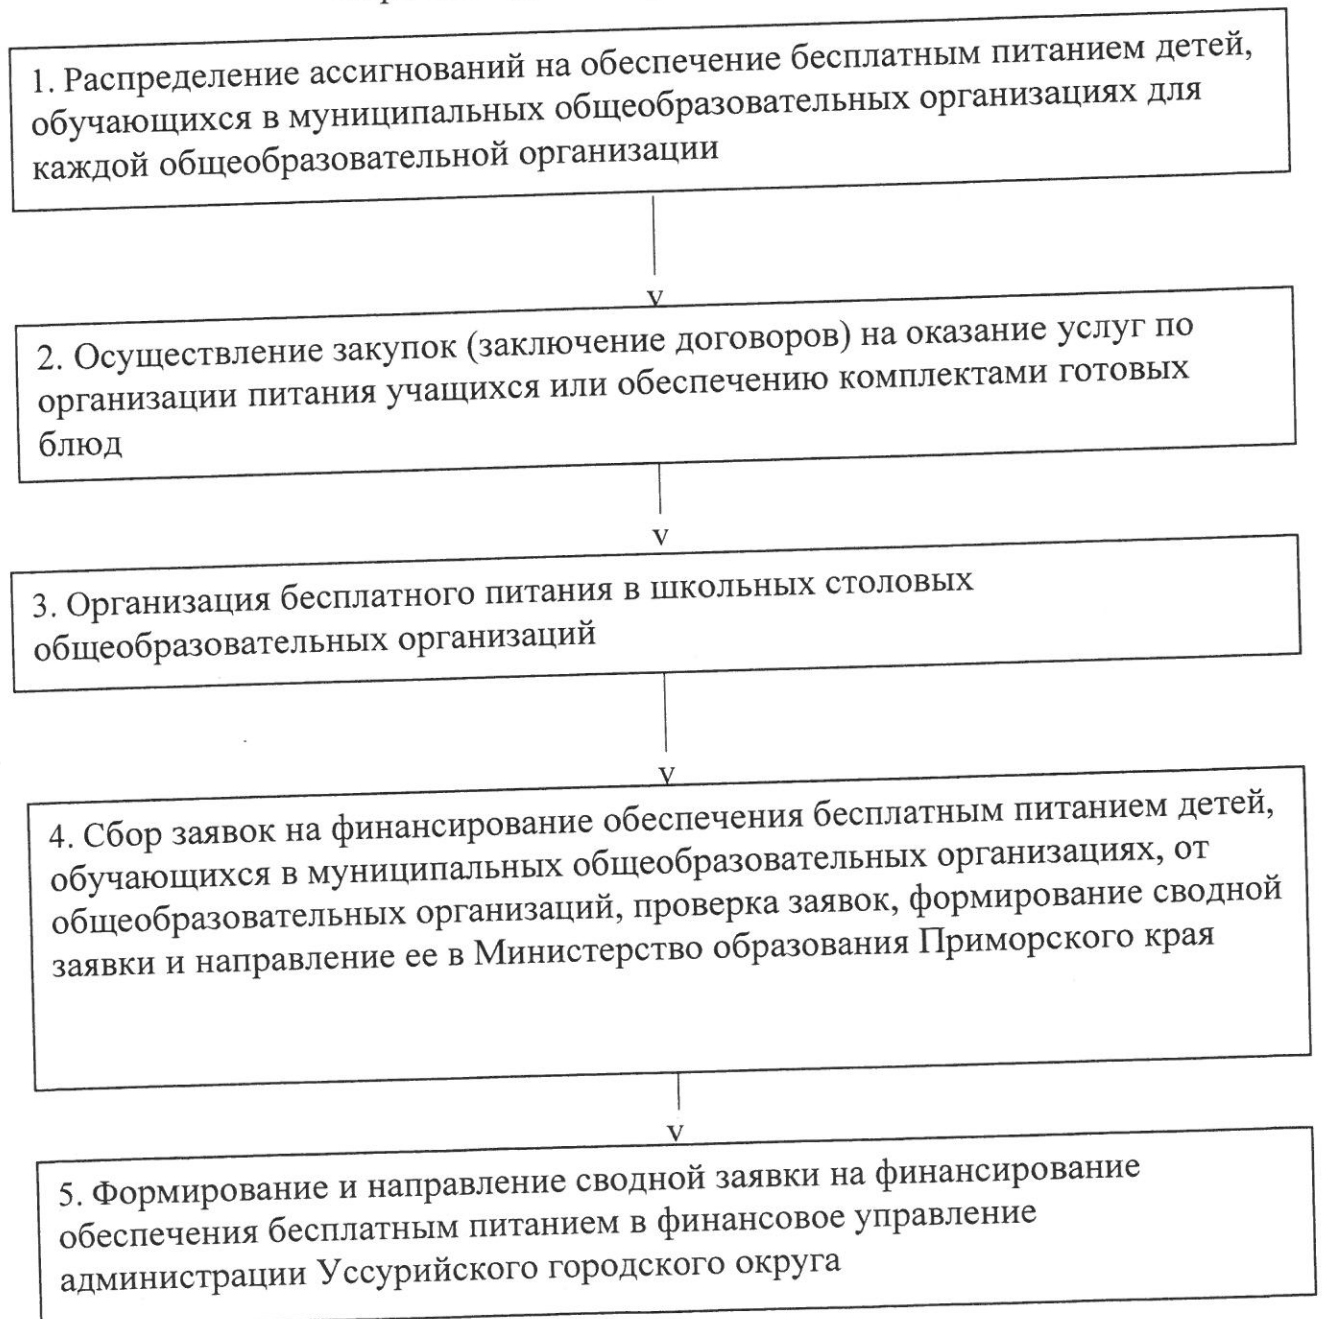 1. Распределение ассигнований на обеспечение бесплатным питанием детей,
обучающихся в муниципальных общеобразовательных организациях для
каждой общеобразовательной организации
v
2. Осуществление закупок (заключение договоров) на оказание услуг по
организации питания учащихся или обеспечению комплектами готовых
блюд
v
3. Организация бесплатного питания в школьных столовых
общеобразовательных организаций
v
4. Сбор заявок на финансирование обеспечения бесплатным питанием детей,
обучающихся в муниципальных общеобразовательных организациях, от
общеобразовательных организаций, проверка заявок, формирование сводной
заявки и направление ее в Министерство образования Приморского края
v
5. Формирование и направление сводной заявки на финансирование
обеспечения бесплатным питанием в финансовое управление
администрации Уссурийского городского округа